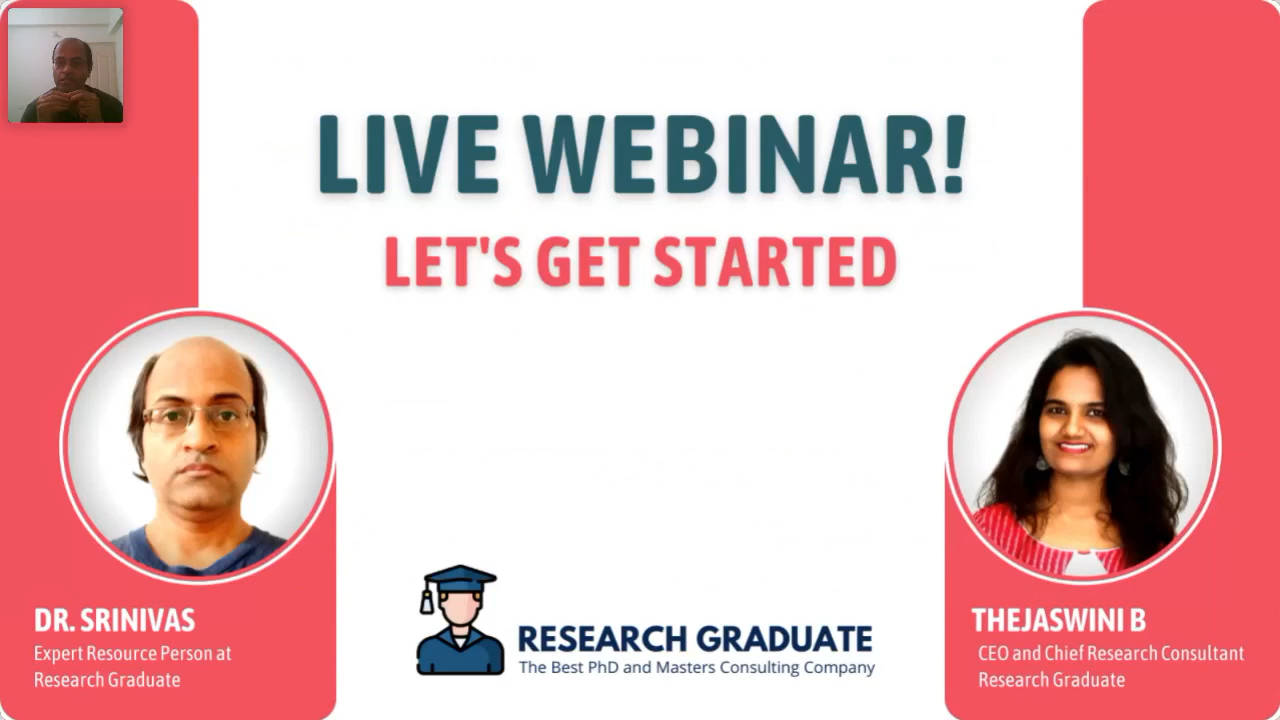 LIVE WEBINAR!
LET'S GET STARTED
DR. SRINIVAS
Expert Resource Person at
Research Graduate
RESEARCH GRADUATE
The Best PhD and Masters Consulting Company
THEJASWINI B
CEO and Chief Research Consultant
Research Graduate